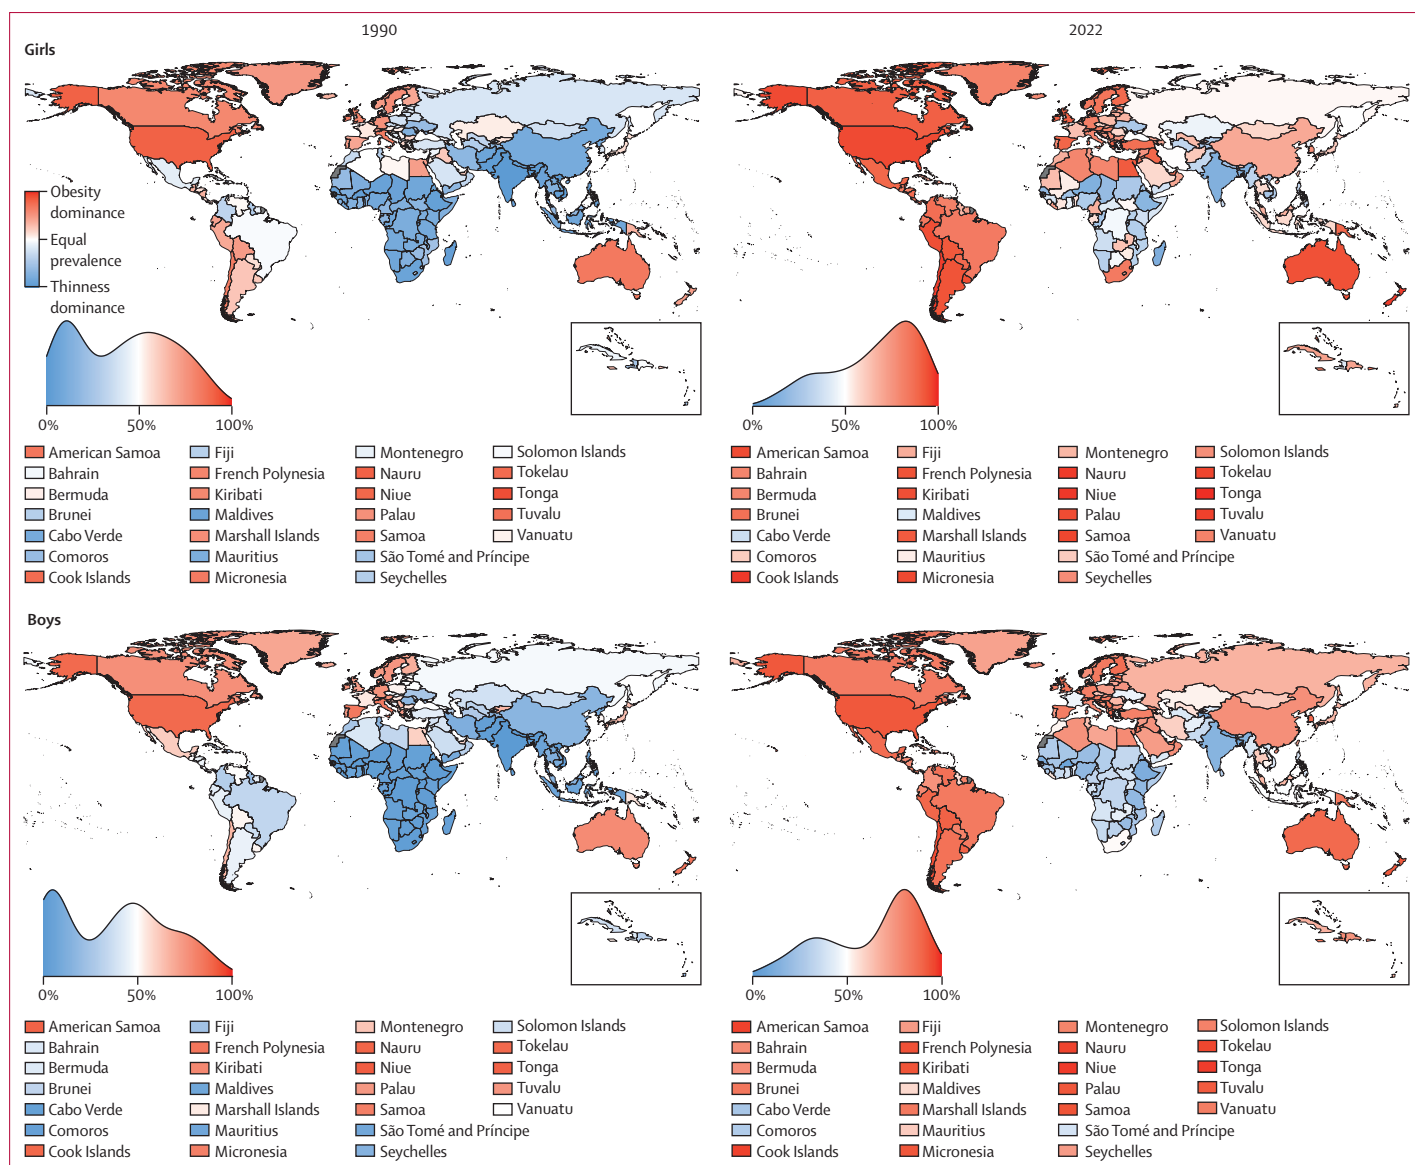 1990
2022
Girls
Obesity
dominance
Equal
prevalence
Thinness
dominance
0%
50%
100%
0%
50%
100%
American Samoa
Bahrain
Bermuda
Brunei
Cabo Verde
Comoros
Cook Islands
Fiji
French Polynesia
Kiribati
Maldives
Marshall Islands
Mauritius
Micronesia
Montenegro
Nauru
Niue
Palau
Samoa
São Tomé and Príncipe
Seychelles
Solomon Islands
Tokelau
Tonga
Tuvalu
Vanuatu
American Samoa
Bahrain
Bermuda
Brunei
Cabo Verde
Comoros
Cook Islands
Fiji
French Polynesia
Kiribati
Maldives
Marshall Islands
Mauritius
Micronesia
Montenegro
Nauru
Niue
Palau
Samoa
São Tomé and Príncipe
Seychelles
Solomon Islands
Tokelau
Tonga
Tuvalu
Vanuatu
Boys
0%
50%
100%
0%
50%
100%
American Samoa
Bahrain
Bermuda
Brunei
Cabo Verde
Comoros
Cook Islands
Fiji
French Polynesia
Kiribati
Maldives
Marshall Islands
Mauritius
Micronesia
Montenegro
Nauru
Niue
Palau
Samoa
São Tomé and Príncipe
Seychelles
Solomon Islands
Tokelau
Tonga
Tuvalu
Vanuatu
American Samoa
Bahrain
Bermuda
Brunei
Cabo Verde
Comoros
Cook Islands
Fiji
French Polynesia
Kiribati
Maldives
Marshall Islands
Mauritius
Micronesia
Montenegro
Nauru
Niue
Palau
Samoa
São Tomé and Príncipe
Seychelles
Solomon Islands
Tokelau
Tonga
Tuvalu
Vanuatu